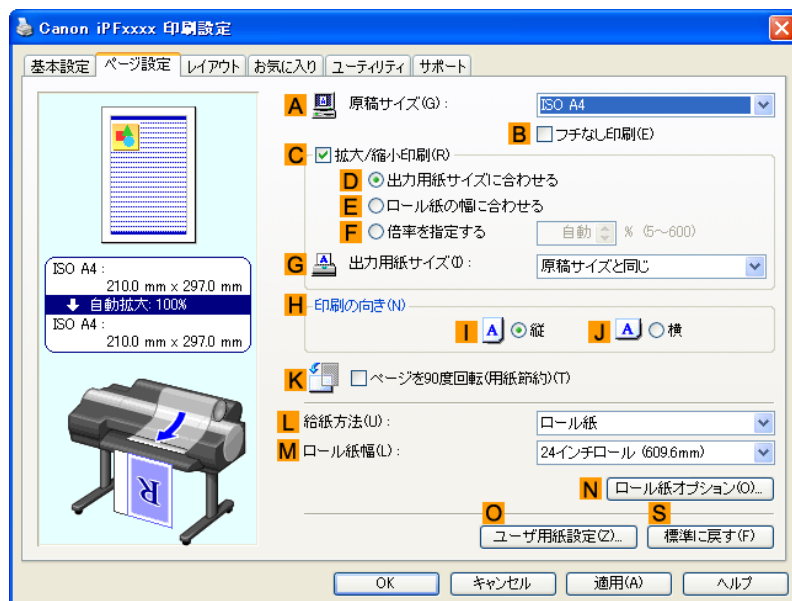 Canon iPFxxxx 印刷設定
基本設定 ページ設定 レイアウト お気に入り ユーティリティ サポート
A 原稿サイズ(G) : ISO A4
B フチなし印刷(E)
C 拡大/縮小印刷(R)
D 出力用紙サイズに合わせる
E ロール紙の幅に合わせる
F 倍率を指定する 自動 % (5～600)
G 出力用紙サイズ(I) : 原稿サイズと同じ
ISO A4 :
210.0 mm x 297.0 mm
自動拡大: 100%
ISO A4 :
210.0 mm x 297.0 mm
H 印刷の向き(N)
I A 縦 J A 横
K ページを90度回転(用紙節約)(T)
L 給紙方法(U) : ロール紙
M ロール紙幅(L) : 24インチロール (609.6mm)
R
N ロール紙オプション(O)...
O S
ユーザ用紙設定(Z)... 標準に戻す(F)
OK キャンセル 適用(A) ヘルプ